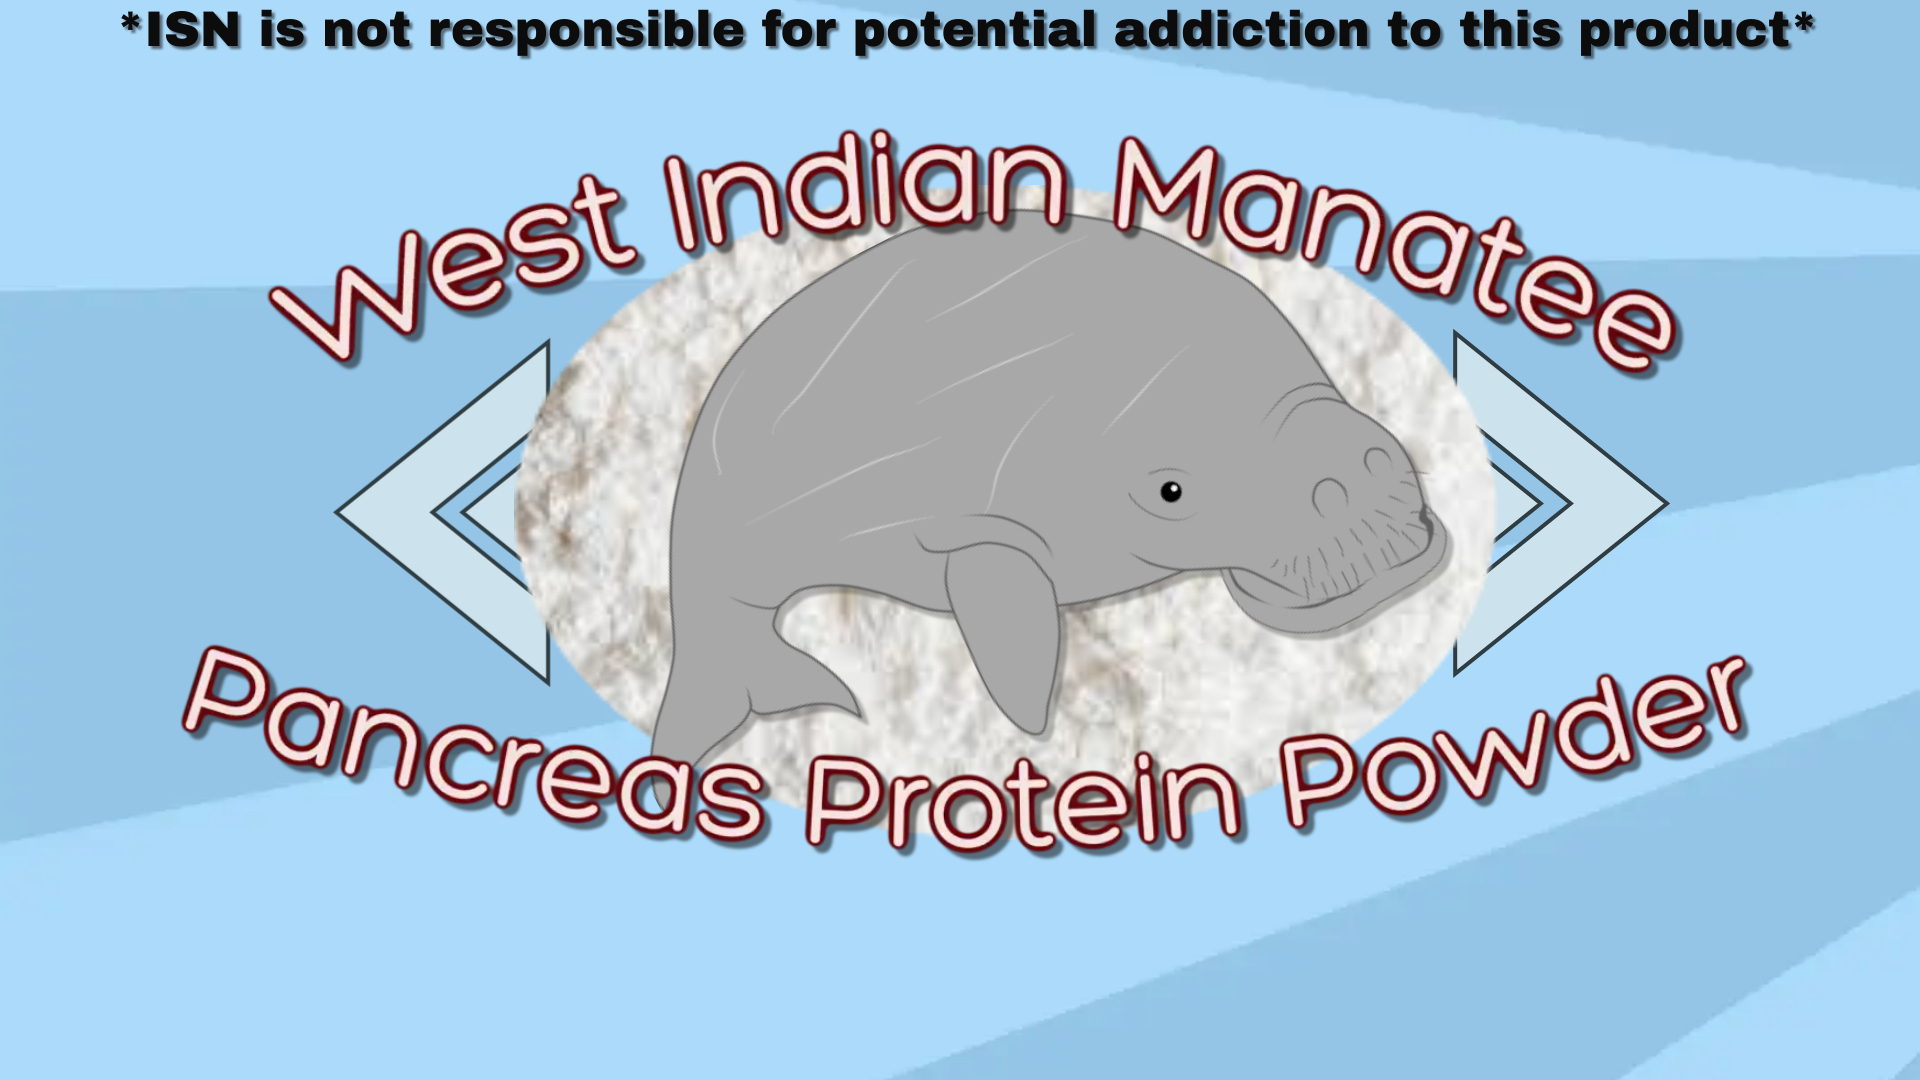 *ISN is not responsible for potential addiction to this product*
West Indian Manatee
Pancreas Protein Powder